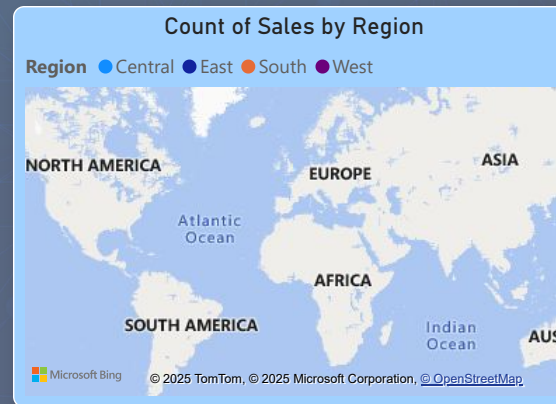 Count of Sales by Region
Region Central East South West
NORTH AMERICA
EUROPE
ASIA
Atlantic
Ocean
AFRICA
SOUTH AMERICA
Indian
Ocean
AUS
Microsoft Bing
© 2025 TomTom, © 2025 Microsoft Corporation, © OpenStreetMap